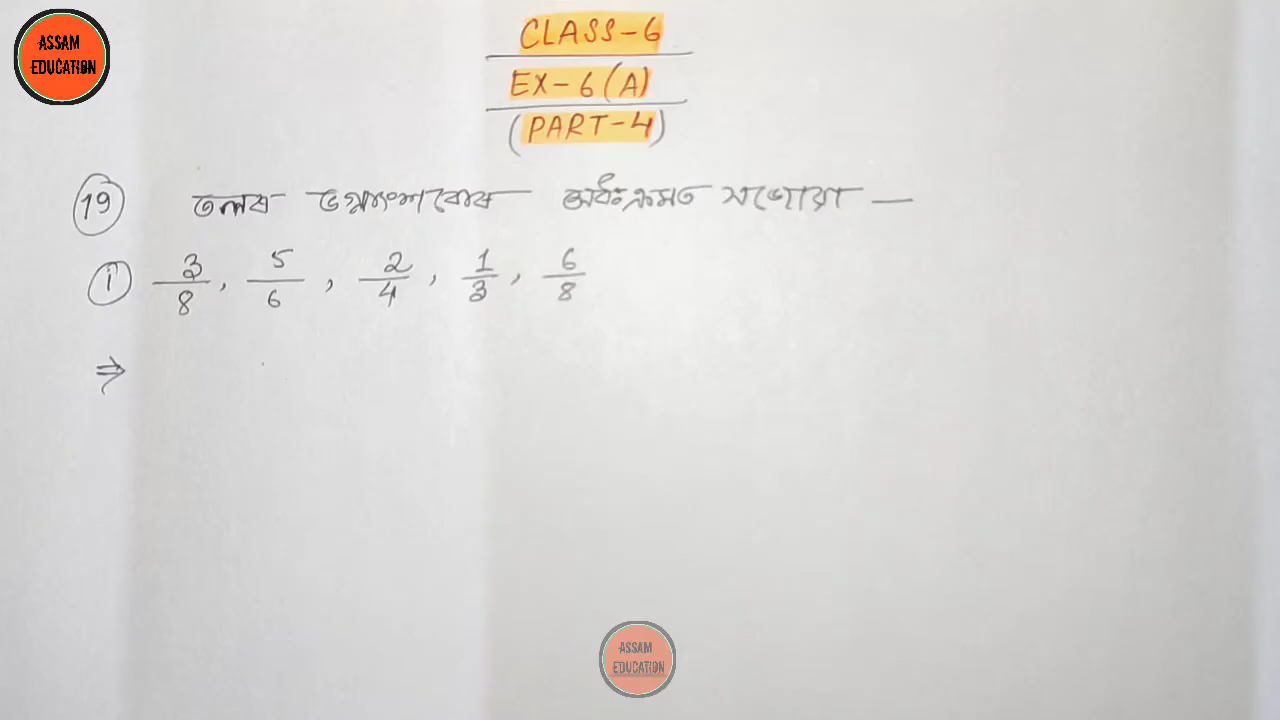 ASSAM
EDUCATION
CLASS-6
EX-6(A)
(PART-4)
19 তলৰ ভগ্নাংশবোৰ অধঃক্ৰমত সজোৱা —
i 3/8, 5/6, 2/4, 1/3, 6/8
⇒
ASSAM
EDUCATION